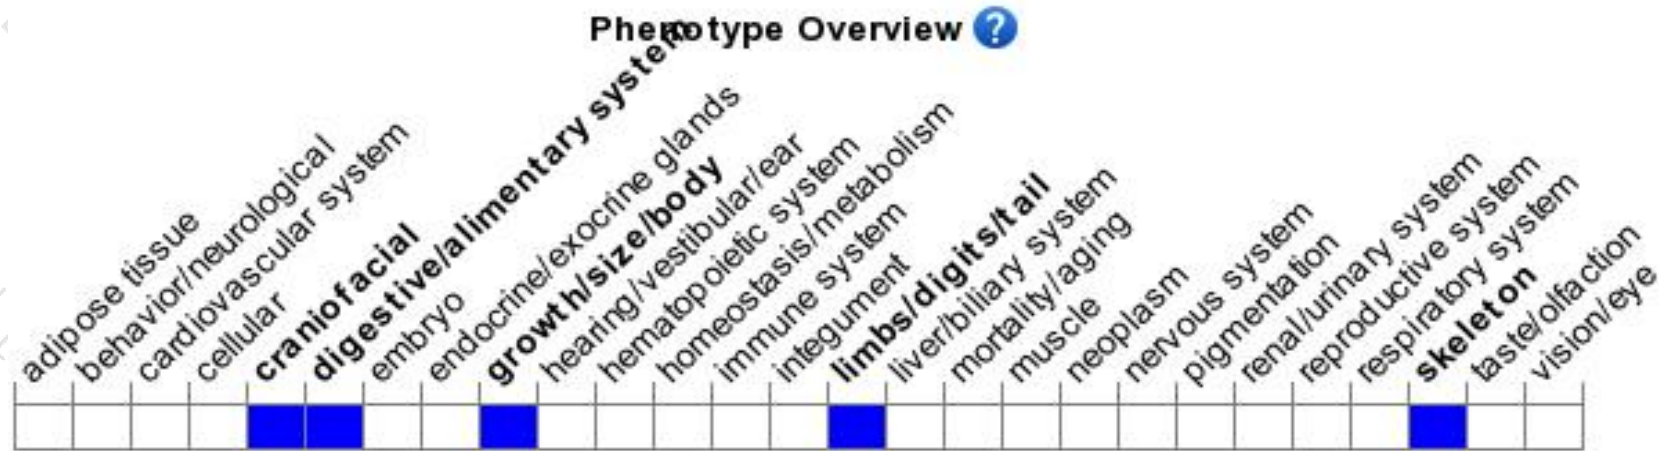 Phenotype Overview ?
adipose tissue
behavior/neurological
cardiovascular system
cellular
craniofacial
digestive/alimentary system
embryo
endocrine/exocrine glands
growth/size/body
hearing/vestibular/ear
hematopoietic system
homeostasis/metabolism
immune system
integument
limbs/digits/tail
liver/biliary system
mortality/aging
muscle
neoplasm
nervous system
pigmentation
renal/urinary system
reproductive system
respiratory system
skeleton
taste/olfaction
vision/eye